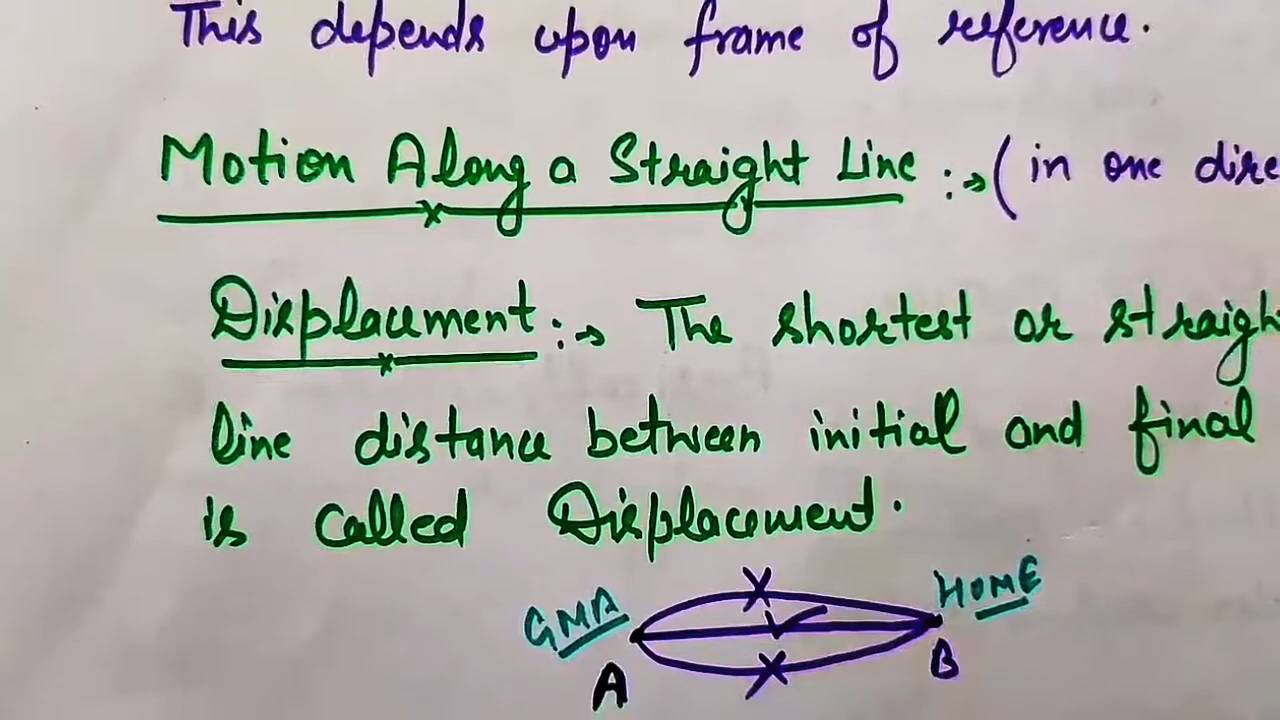 This depends upon frame of reference.
Motion Along a Straight Line :→ ( in one dire
Displacement :→ The shortest or straigh
line distance between initial and final
is called Displacement.
GMA HOME
A B